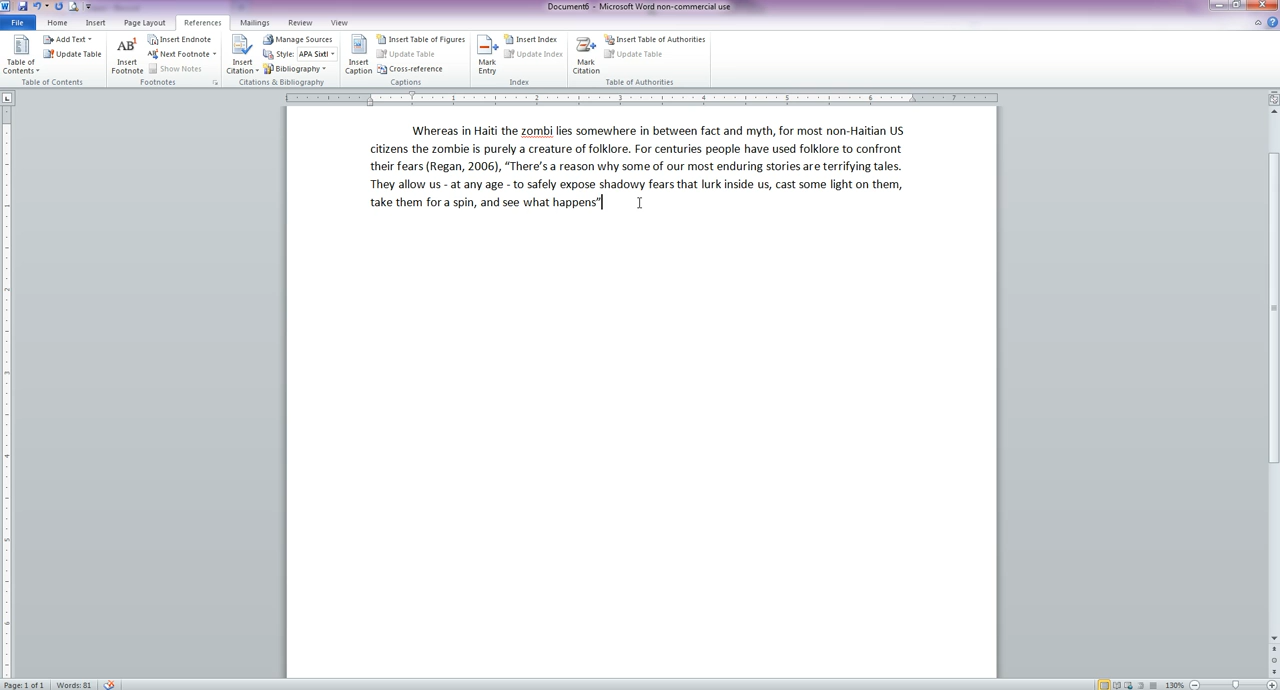 Document6 - Microsoft Word non-commercial use
File Home Insert Page Layout References Mailings Review View
Table of Contents
Add Text
Update Table
Table of Contents
AB1
Insert Footnote
Insert Endnote
Next Footnote
Show Notes
Footnotes
Insert Citation
Manage Sources
Style: APA Sixtl
Bibliography
Citations & Bibliography
Insert Caption
Insert Table of Figures
Update Table
Cross-reference
Captions
Mark Entry
Insert Index
Update Index
Index
Mark Citation
Insert Table of Authorities
Update Table
Table of Authorities
1 2 3 4 5 6 7
Whereas in Haiti the zombi lies somewhere in between fact and myth, for most non-Haitian US
citizens the zombie is purely a creature of folklore. For centuries people have used folklore to confront
their fears (Regan, 2006), “There’s a reason why some of our most enduring stories are terrifying tales.
They allow us - at any age - to safely expose shadowy fears that lurk inside us, cast some light on them,
take them for a spin, and see what happens”
Page: 1 of 1 Words: 81 130%